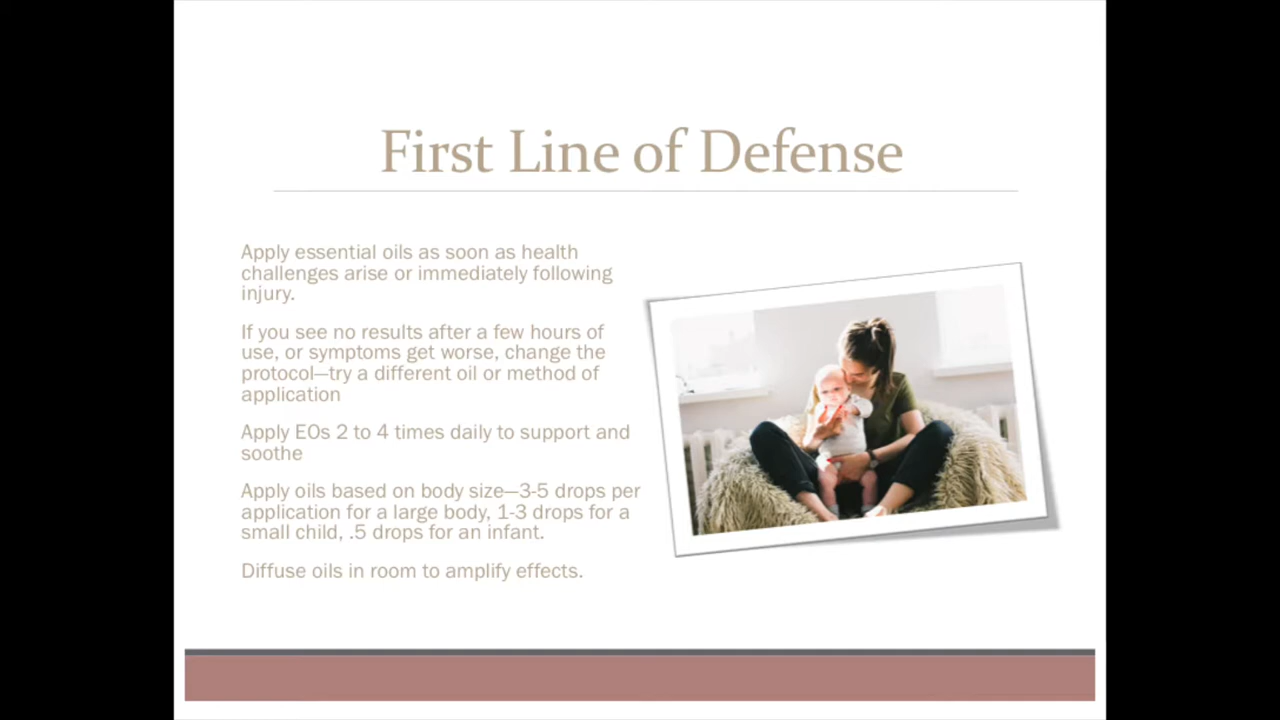 First Line of Defense
Apply essential oils as soon as health
challenges arise or immediately following
injury.
If you see no results after a few hours of
use, or symptoms get worse, change the
protocol—try a different oil or method of
application
Apply EOs 2 to 4 times daily to support and
soothe
Apply oils based on body size—3-5 drops per
application for a large body, 1-3 drops for a
small child, .5 drops for an infant.
Diffuse oils in room to amplify effects.